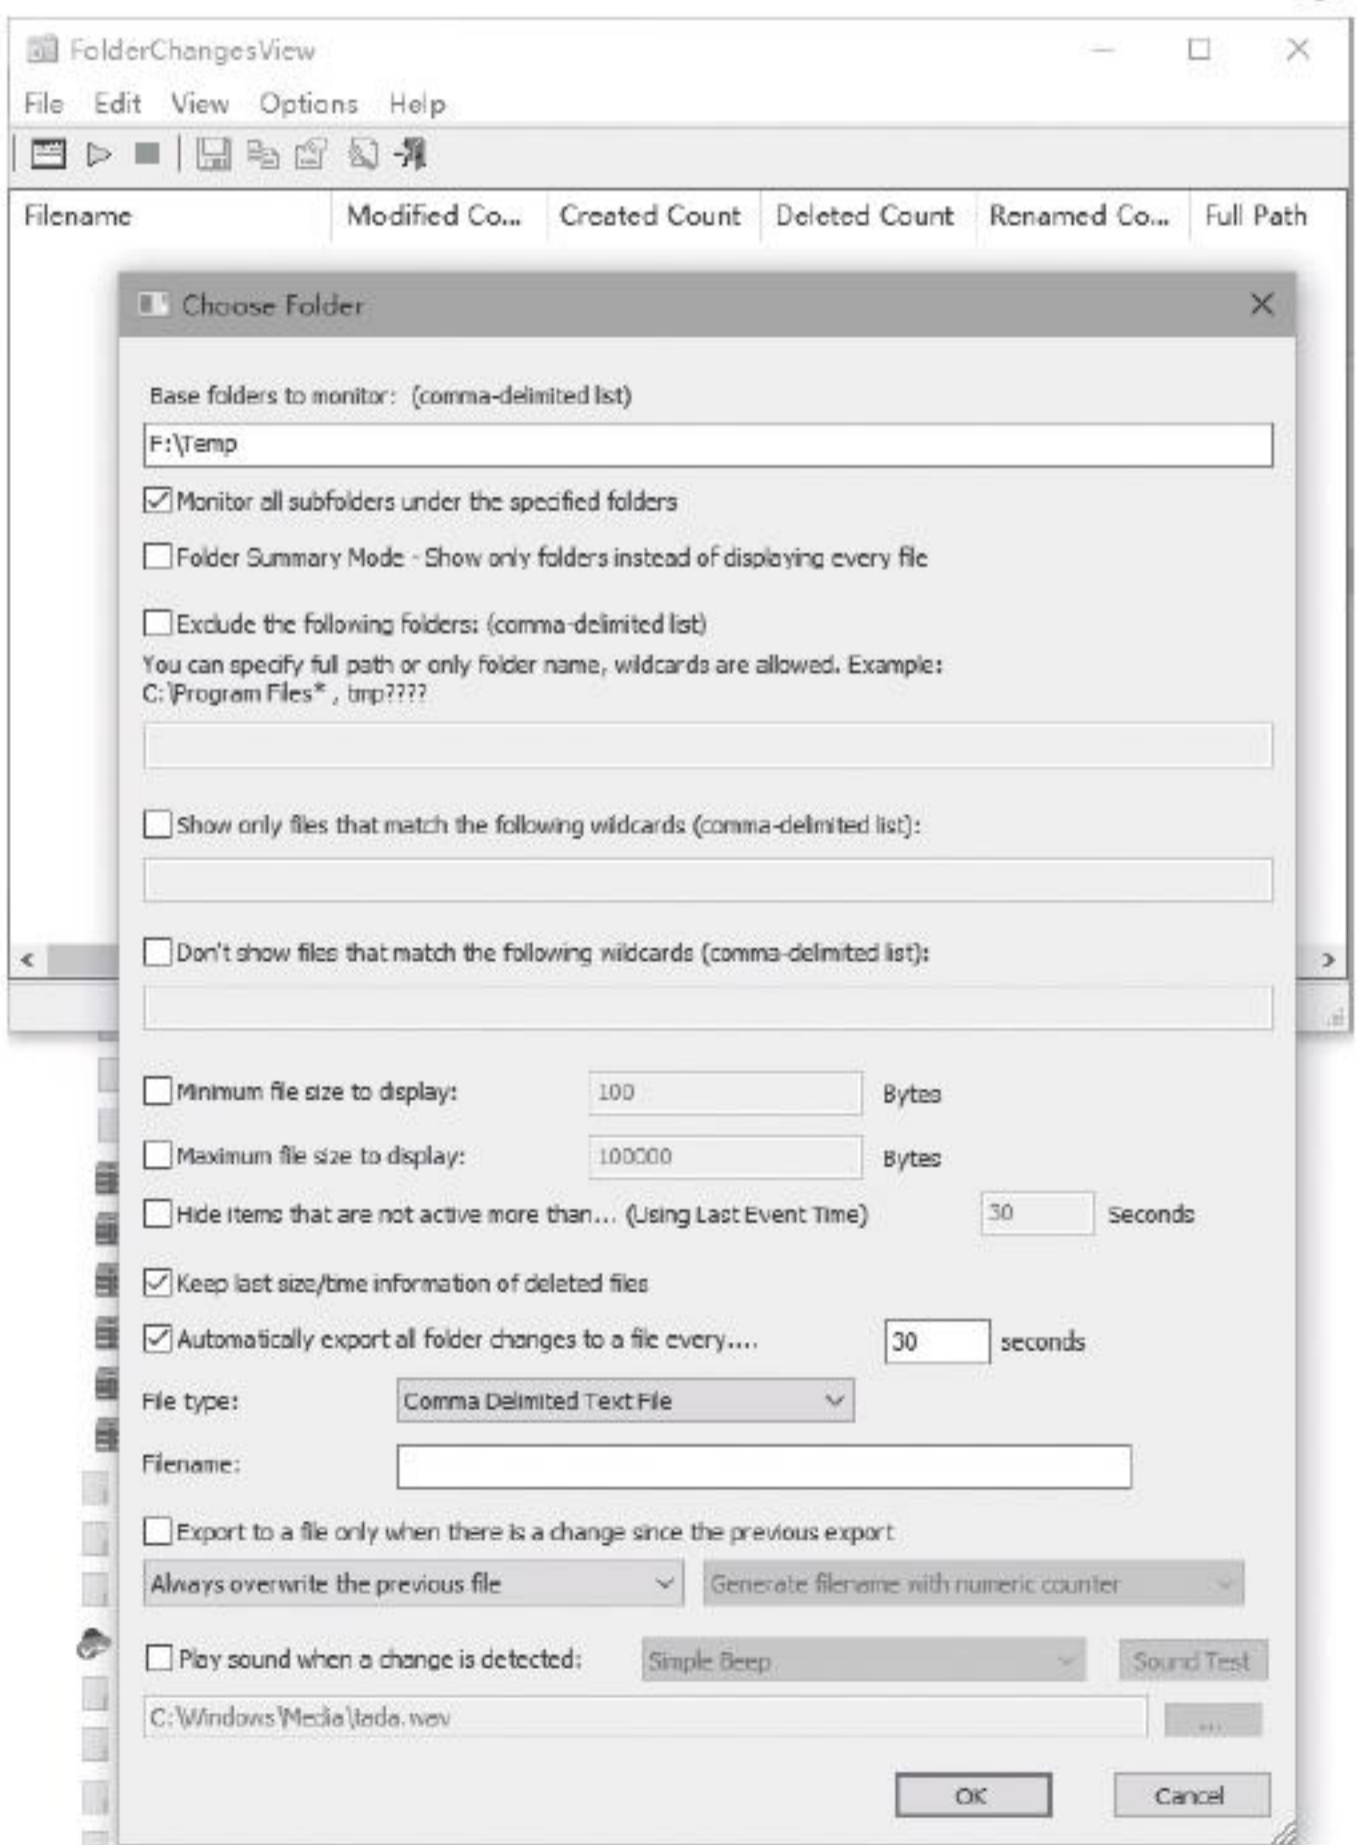 FolderChangesView
File Edit View Options Help
Filename Modified Co... Created Count Deleted Count Renamed Co... Full Path
Choose Folder
Base folders to monitor: (comma-delimited list)
F:\Temp
Monitor all subfolders under the specified folders
Folder Summary Mode - Show only folders instead of displaying every file
Exclude the following folders: (comma-delimited list)
You can specify full path or only folder name, wildcards are allowed. Example:
C:\Program Files* , tmp????
Show only files that match the following wildcards (comma-delimited list):
Don't show files that match the following wildcards (comma-delimited list):
Minimum file size to display: 100 Bytes
Maximum file size to display: 100000 Bytes
Hide items that are not active more than... (Using Last Event Time) 30 Seconds
Keep last size/time information of deleted files
Automatically export all folder changes to a file every.... 30 seconds
File type: Comma Delimited Text File
Filename:
Export to a file only when there is a change since the previous export
Always overwrite the previous file Generate filename with numeric counter
Play sound when a change is detected: Simple Beep Sound Test
C:\Windows\Media\tada.wav ...
OK Cancel